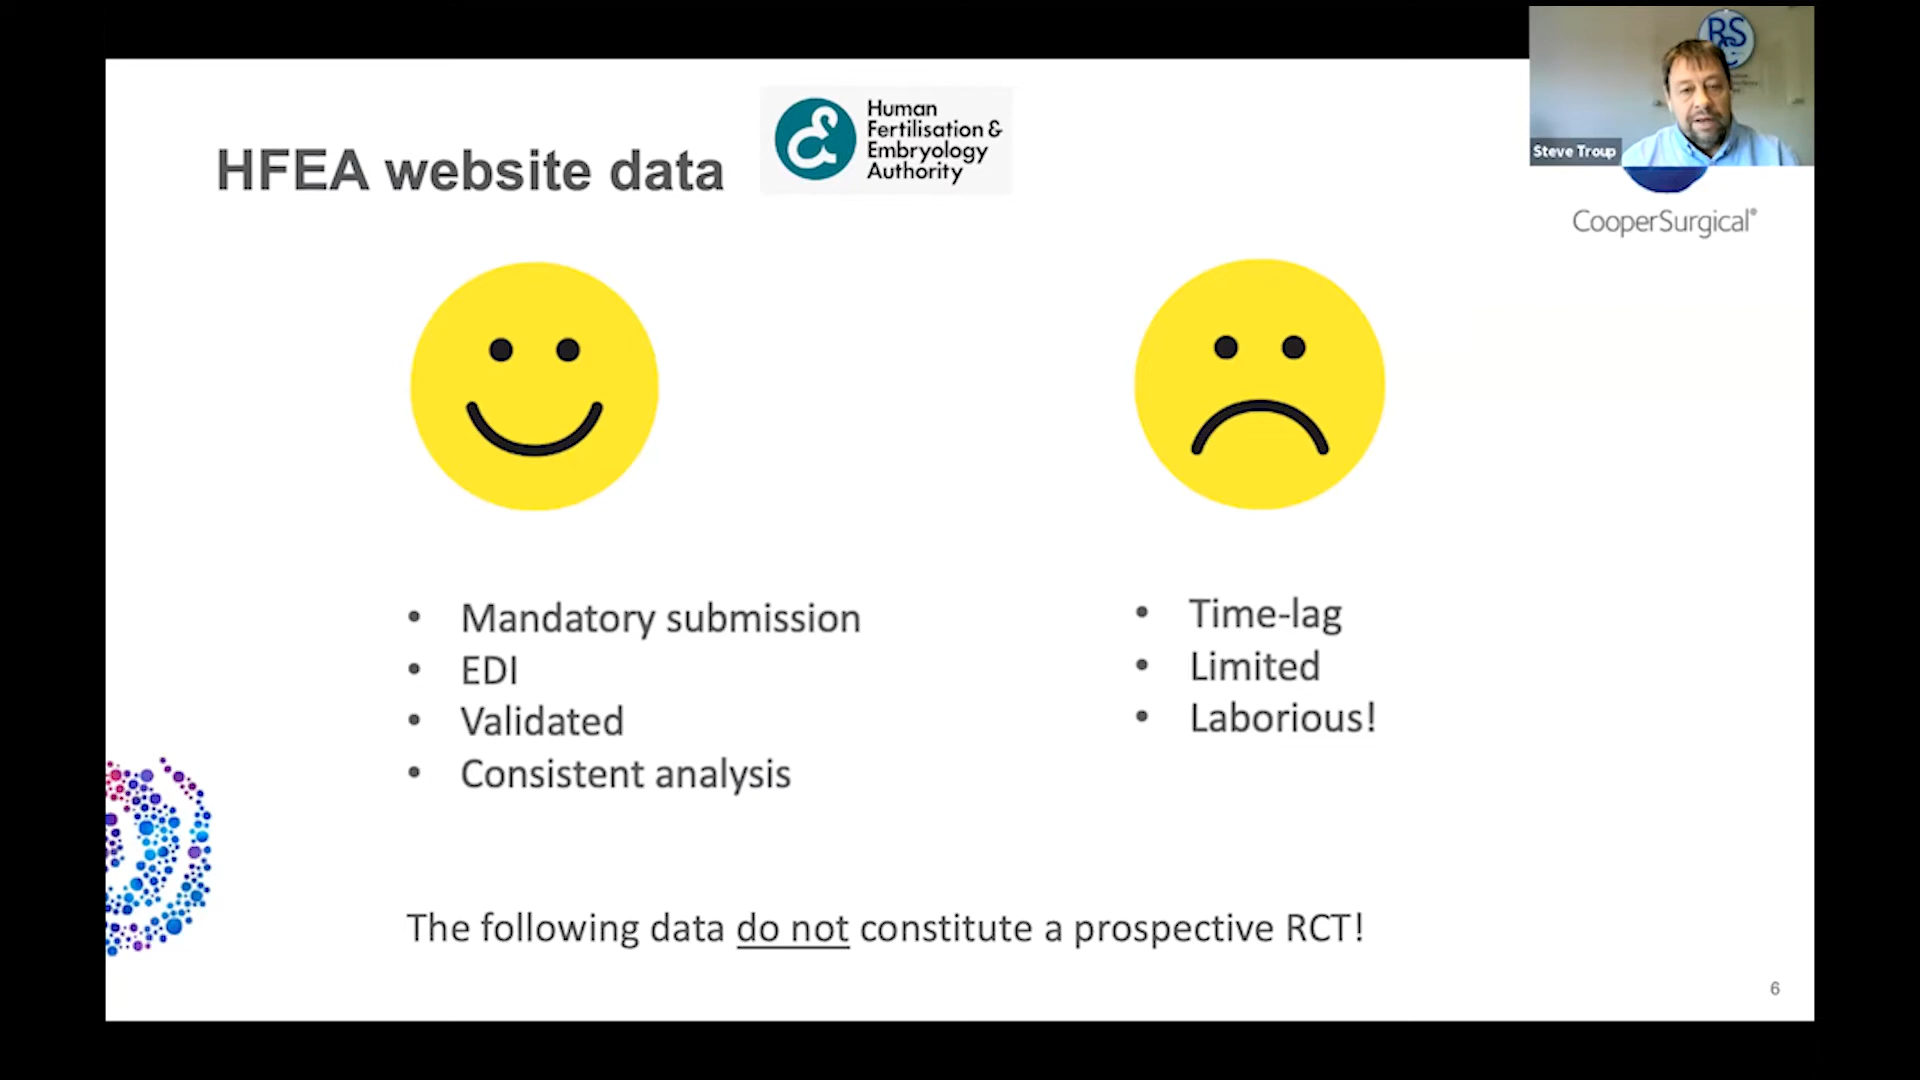 HFEA website data
Human
Fertilisation &
Embryology
Authority
RS
Steve Troup
CooperSurgical®
• Mandatory submission
• EDI
• Validated
• Consistent analysis
• Time-lag
• Limited
• Laborious!
The following data do not constitute a prospective RCT!
6